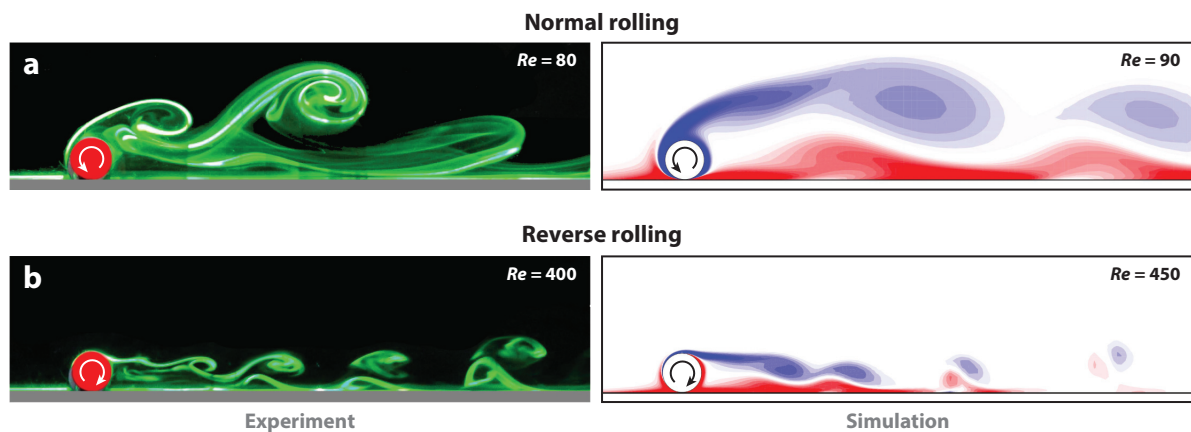 Normal rolling
a
Re = 80
Re = 90
Reverse rolling
b
Re = 400
Re = 450
Experiment
Simulation